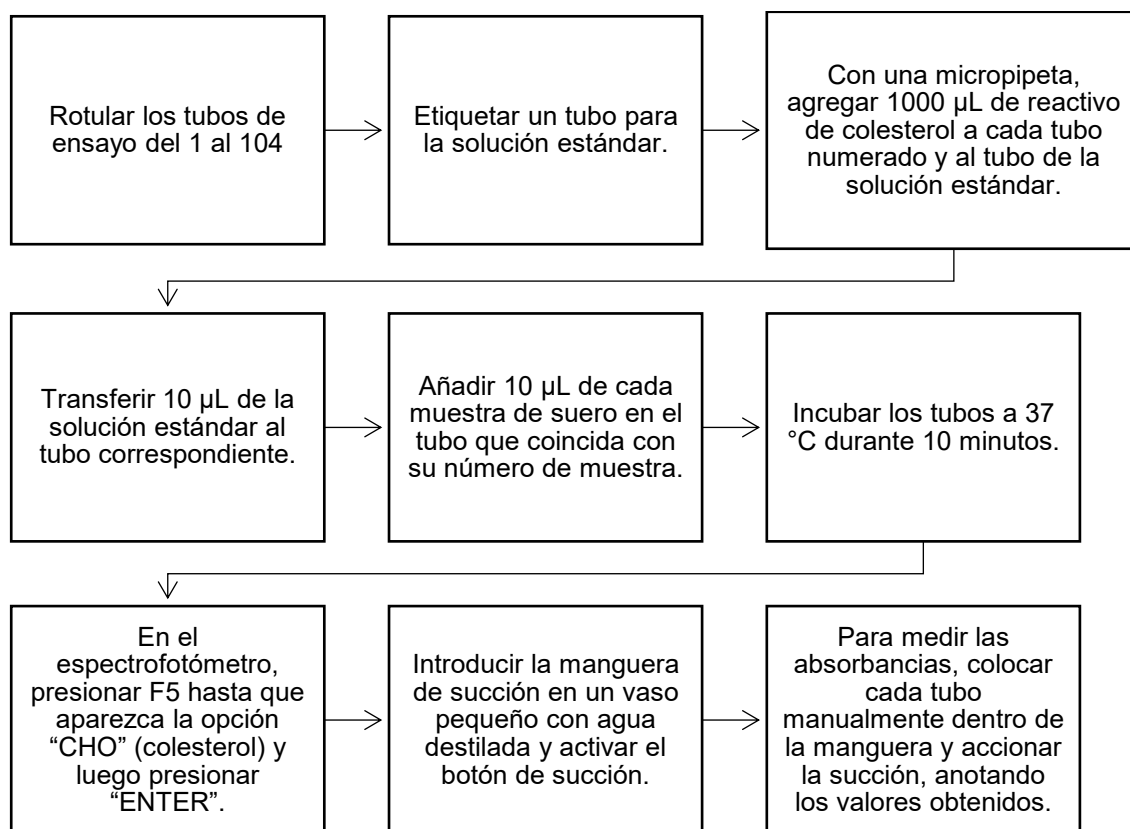 Rotular los tubos de
ensayo del 1 al 104
Etiquetar un tubo para
la solución estándar.
Con una micropipeta,
agregar 1000 µL de reactivo
de colesterol a cada tubo
numerado y al tubo de la
solución estándar.
Transferir 10 µL de la
solución estándar al
tubo correspondiente.
Añadir 10 µL de cada
muestra de suero en el
tubo que coincida con
su número de muestra.
Incubar los tubos a 37
°C durante 10 minutos.
En el
espectrofotómetro,
presionar F5 hasta que
aparezca la opción
“CHO” (colesterol) y
luego presionar
“ENTER”.
Introducir la manguera
de succión en un vaso
pequeño con agua
destilada y activar el
botón de succión.
Para medir las
absorbancias, colocar
cada tubo
manualmente dentro de
la manguera y accionar
la succión, anotando
los valores obtenidos.